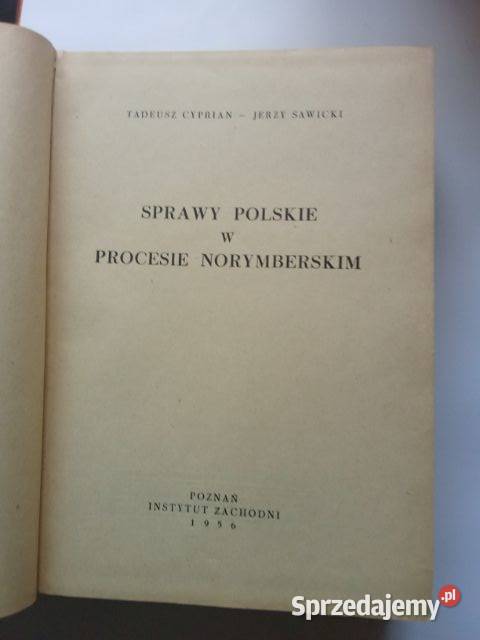 TADEUSZ CYPRIAN – JERZY SAWICKI
SPRAWY POLSKIE
W
PROCESIE NORYMBERSKIM
POZNAŃ
INSTYTUT ZACHODNI
1956
Sprzedajemy.pl